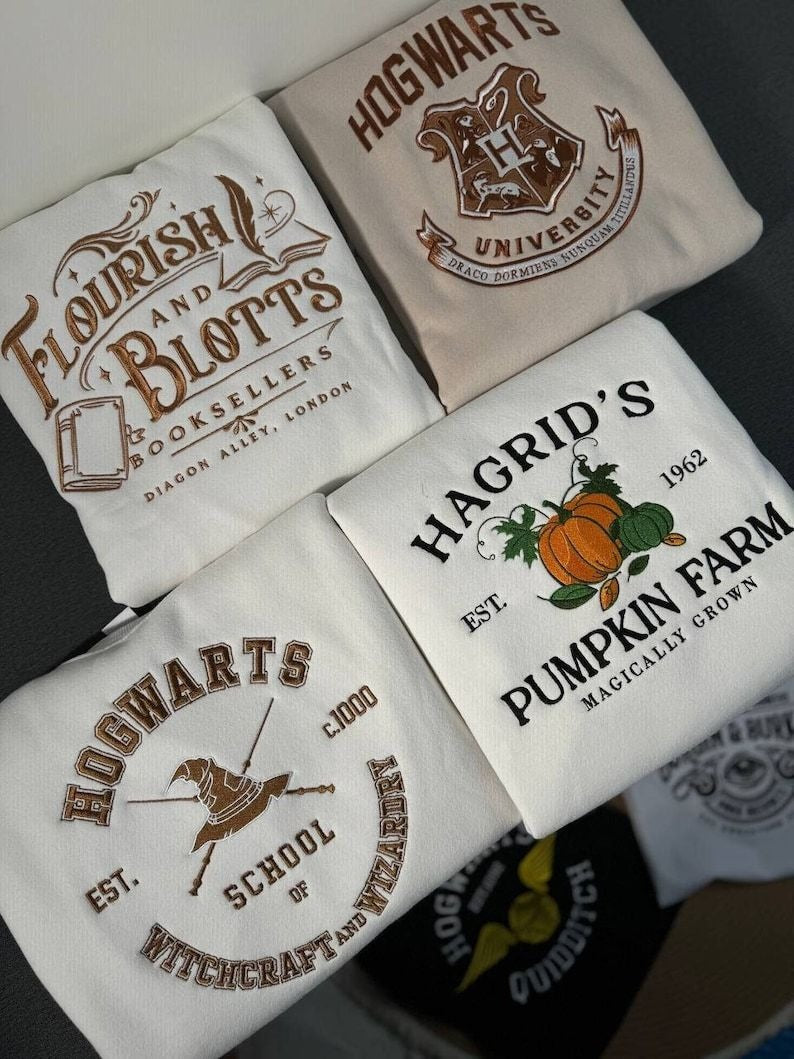 FLOURISH
AND
BLOTTS
BOOKSELLERS
DIAGON ALLEY, LONDON
HOGWARTS
H
UNIVERSITY
DRACO DORMIENS NUNQUAM TITILLANDUS
HAGRID'S
EST.
1962
PUMPKIN FARM
MAGICALLY GROWN
HOGWARTS
EST.
c.1000
SCHOOL
OF
WITCHCRAFT AND WIZARDRY
HOGWARTS
QUIDDITCH